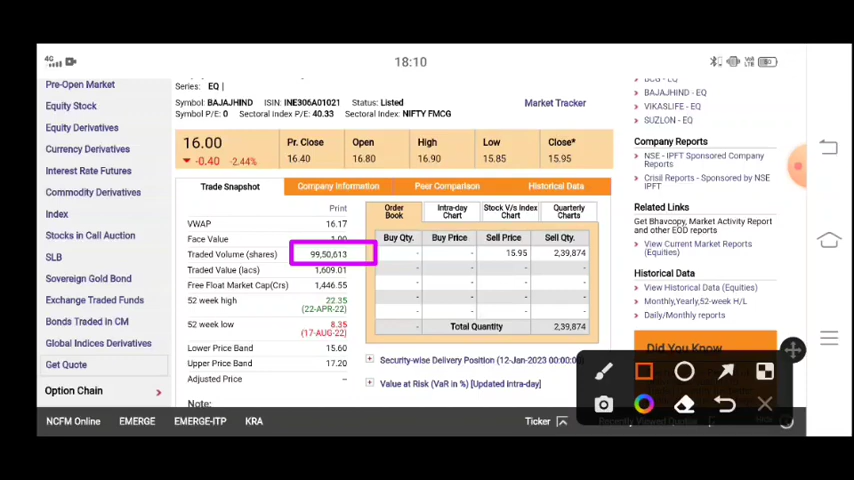 4G
18:10
Pre-Open Market
Equity Stock
Equity Derivatives
Currency Derivatives
Interest Rate Futures
Commodity Derivatives
Index
Stocks in Call Auction
SLB
Sovereign Gold Bond
Exchange Traded Funds
Bonds Traded in CM
Global Indices Derivatives
Get Quote
Option Chain
Series: EQ |
Symbol: BAJAJHIND ISIN: INE306A01021 Status: Listed
Symbol P/E: 0 Sectoral Index P/E: 40.33 Sectoral Index: NIFTY FMCG
Market Tracker
16.00
-0.40 -2.44%
Pr. Close
16.40
Open
16.80
High
16.90
Low
15.85
Close*
15.95
Trade Snapshot
Company Information
Peer Comparison
Historical Data
Print
VWAP 16.17
Face Value 1.00
Traded Volume (shares) 99,50,613
Traded Value (lacs) 1,609.01
Free Float Market Cap(Crs) 1,446.55
52 week high 22.35
(22-APR-22)
52 week low 8.35
(17-AUG-22)
Lower Price Band 15.60
Upper Price Band 17.20
Adjusted Price --
Note:
Order Book
Intra-day Chart
Stock V/s Index Chart
Quarterly Charts
Buy Qty. Buy Price Sell Price Sell Qty.
- - 15.95 2,39,874
- - - -
- - - -
- - - -
- - - -
- Total Quantity 2,39,874
Security-wise Delivery Position (12-Jan-2023 00:00:00)
Value at Risk (VaR in %) [Updated intra-day]
BAJAJHIND - EQ
VIKASLIFE - EQ
SUZLON - EQ
Company Reports
NSE - IPFT Sponsored Company
Reports
Crisil Reports - Sponsored by NSE
IPFT
Related Links
Get Bhavcopy, Market Activity Report
and other EOD reports
View Current Market Reports
(Equities)
Historical Data
View Historical Data (Equities)
Monthly,Yearly,52-week H/L
Daily/Monthly reports
Did You Know
NCFM Online
EMERGE
EMERGE-ITP
KRA
Ticker
Recently Viewed Quotes